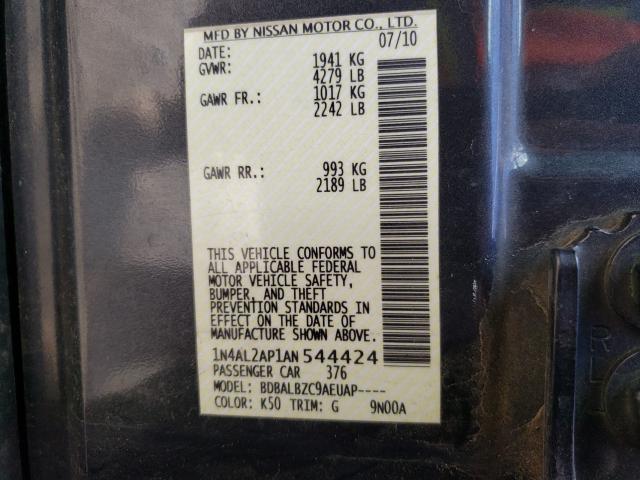 MFD BY NISSAN MOTOR CO., LTD.
DATE: 07/10
GVWR: 1941 KG
4279 LB
GAWR FR.: 1017 KG
2242 LB
GAWR RR.: 993 KG
2189 LB
THIS VEHICLE CONFORMS TO
ALL APPLICABLE FEDERAL
MOTOR VEHICLE SAFETY,
BUMPER, AND THEFT
PREVENTION STANDARDS IN
EFFECT ON THE DATE OF
MANUFACTURE SHOWN ABOVE.
1N4AL2AP1AN544424
PASSENGER CAR 376
MODEL: BDBALBZC9AEUAP----
COLOR: K50 TRIM: G 9N00A